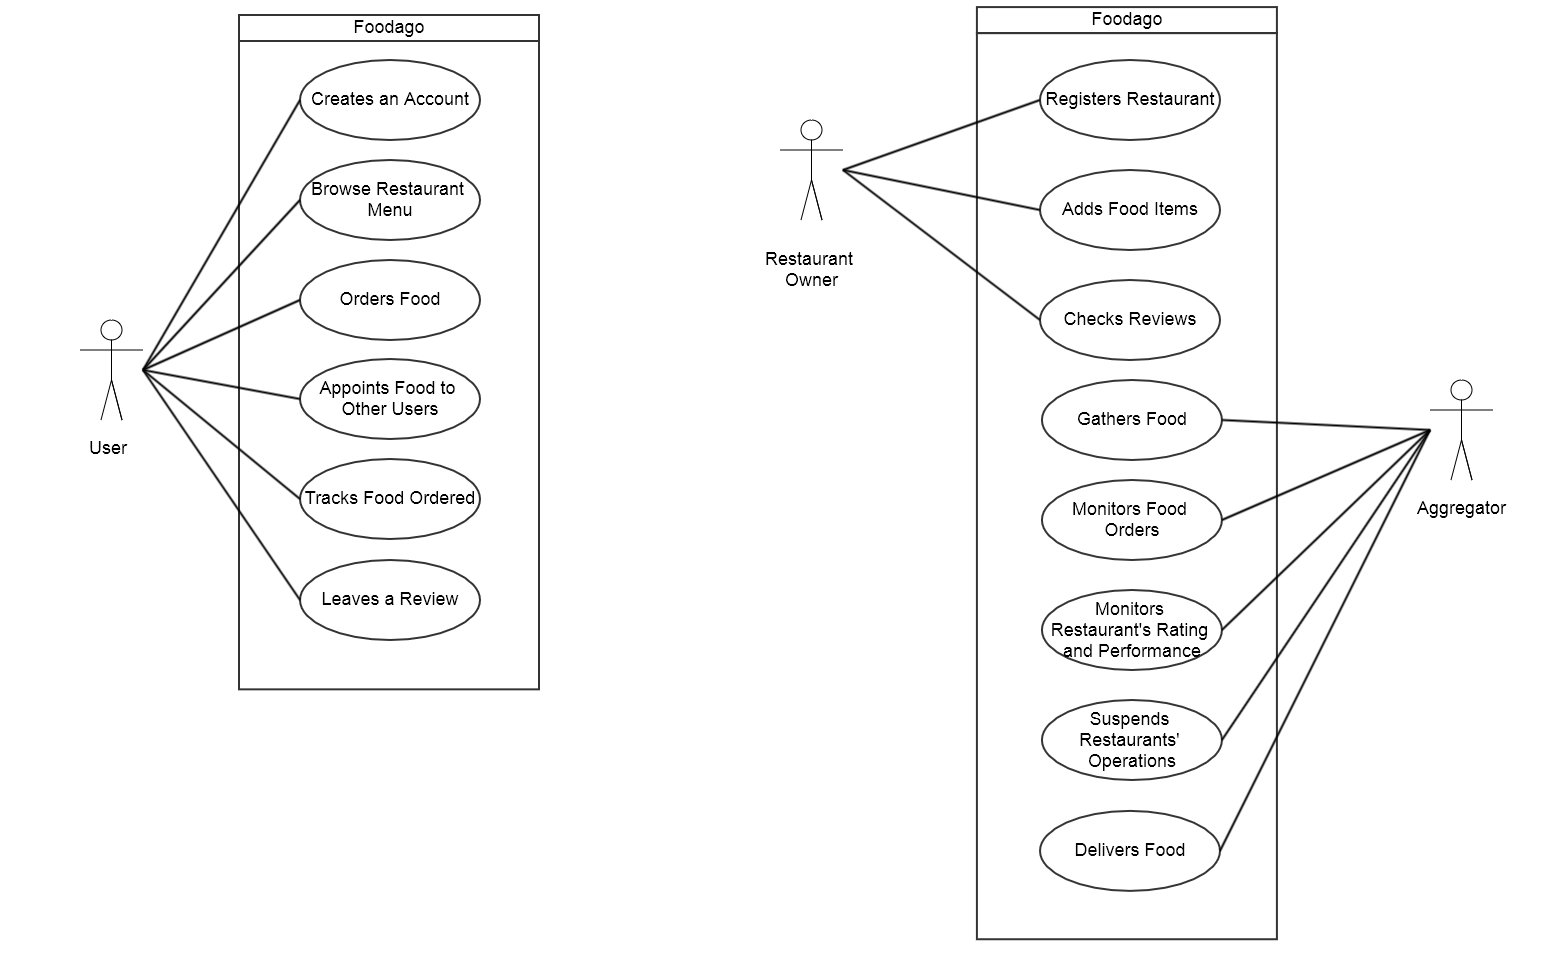 Foodago
Creates an Account
Browse Restaurant
Menu
Orders Food
Appoints Food to
Other Users
Tracks Food Ordered
Leaves a Review
User
Foodago
Registers Restaurant
Adds Food Items
Checks Reviews
Gathers Food
Monitors Food
Orders
Monitors
Restaurant's Rating
and Performance
Suspends
Restaurants'
Operations
Delivers Food
Restaurant
Owner
Aggregator